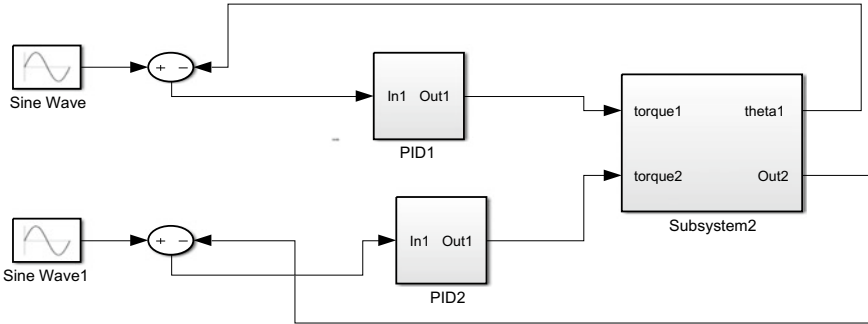 Sine Wave
+ −
In1 Out1
PID1
torque1 theta1
torque2 Out2
Subsystem2
Sine Wave1
+ −
In1 Out1
PID2